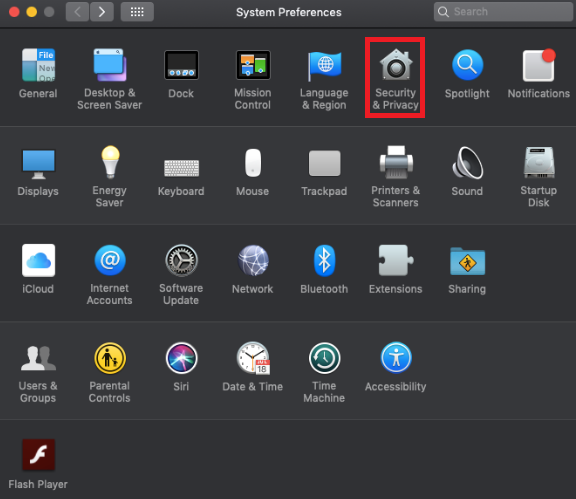 System Preferences
Search
General
Desktop &
Screen Saver
Dock
Mission
Control
Language
& Region
Security
& Privacy
Spotlight
Notifications
Displays
Energy
Saver
Keyboard
Mouse
Trackpad
Printers &
Scanners
Sound
Startup
Disk
iCloud
Internet
Accounts
Software
Update
Network
Bluetooth
Extensions
Sharing
Users &
Groups
Parental
Controls
Siri
Date & Time
Time
Machine
Accessibility
Flash Player
File
New
18